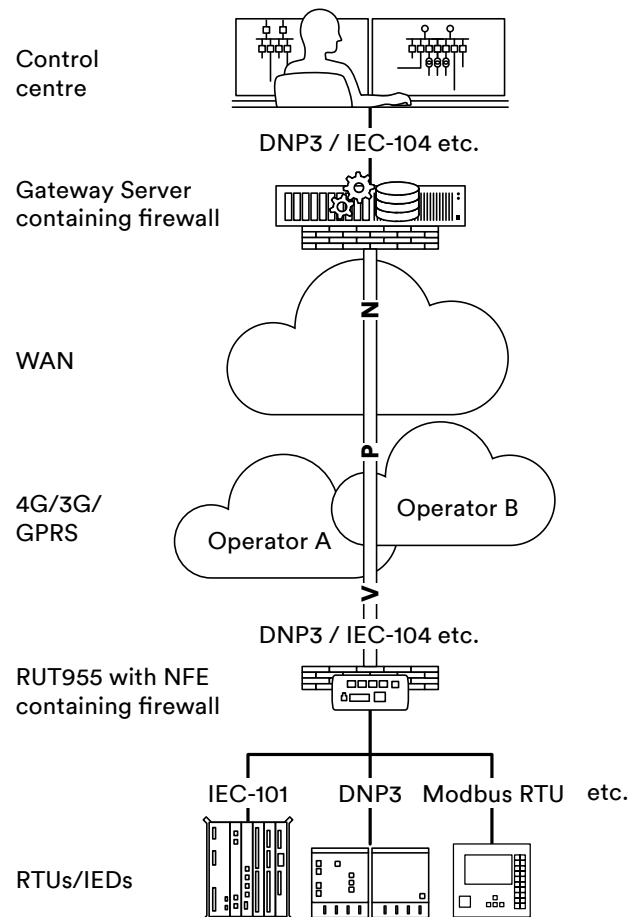 Control
centre
DNP3 / IEC-104 etc.
Gateway Server
containing firewall
N
WAN
P
4G/3G/
GPRS
Operator A
Operator B
V
DNP3 / IEC-104 etc.
RUT955 with NFE
containing firewall
IEC-101 DNP3 Modbus RTU etc.
RTUs/IEDs